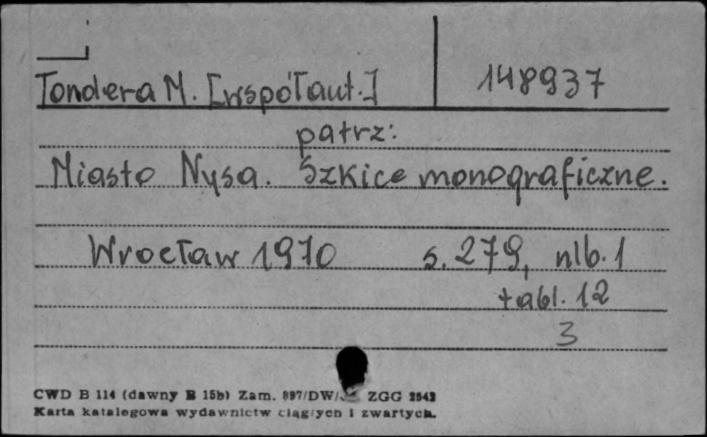 Tondera M. [współaut.] 148937
patrz:
Miasto Nysa. Szkice monograficzne.
Wrocław 1970 s. 279, nlb. 1
tabl. 12
3
CWD B 114 (dawny B 15b) Zam. 897/DW/ ZGG 2542
Karta katalogowa wydawnictw ciągłych i zwartych.